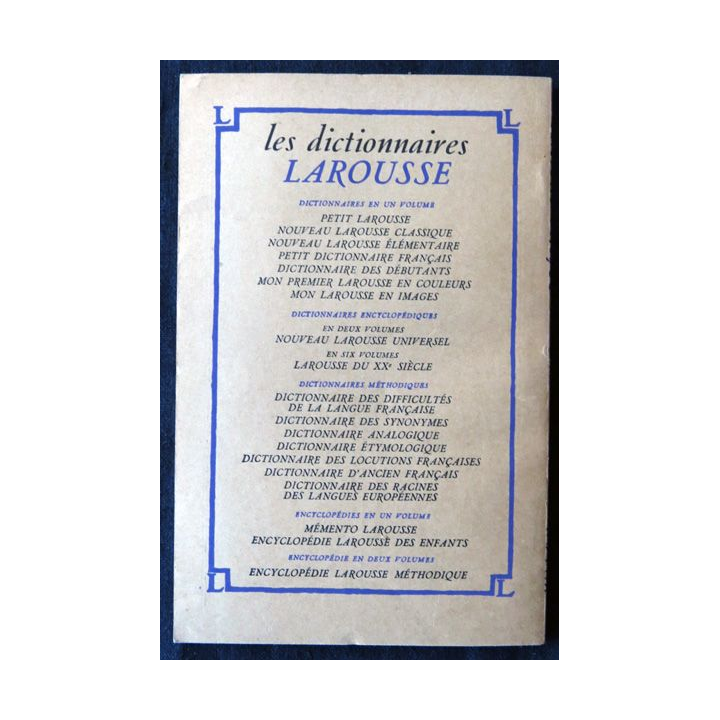 L L
les dictionnaires
LAROUSSE
DICTIONNAIRES EN UN VOLUME
PETIT LAROUSSE
NOUVEAU LAROUSSE CLASSIQUE
NOUVEAU LAROUSSE ÉLÉMENTAIRE
PETIT DICTIONNAIRE FRANÇAIS
DICTIONNAIRE DES DÉBUTANTS
MON PREMIER LAROUSSE EN COULEURS
MON LAROUSSE EN IMAGES
DICTIONNAIRES ENCYCLOPÉDIQUES
EN DEUX VOLUMES
NOUVEAU LAROUSSE UNIVERSEL
EN SIX VOLUMES
LAROUSSE DU XXᵉ SIÈCLE
DICTIONNAIRES MÉTHODIQUES
DICTIONNAIRE DES DIFFICULTÉS
DE LA LANGUE FRANÇAISE
DICTIONNAIRE DES SYNONYMES
DICTIONNAIRE ANALOGIQUE
DICTIONNAIRE ÉTYMOLOGIQUE
DICTIONNAIRE DES LOCUTIONS FRANÇAISES
DICTIONNAIRE D'ANCIEN FRANÇAIS
DICTIONNAIRE DES RACINES
DES LANGUES EUROPÉENNES
ENCYCLOPÉDIES EN UN VOLUME
MÉMENTO LAROUSSE
ENCYCLOPÉDIE LAROUSSE DES ENFANTS
ENCYCLOPÉDIE EN DEUX VOLUMES
ENCYCLOPÉDIE LAROUSSE MÉTHODIQUE
L L